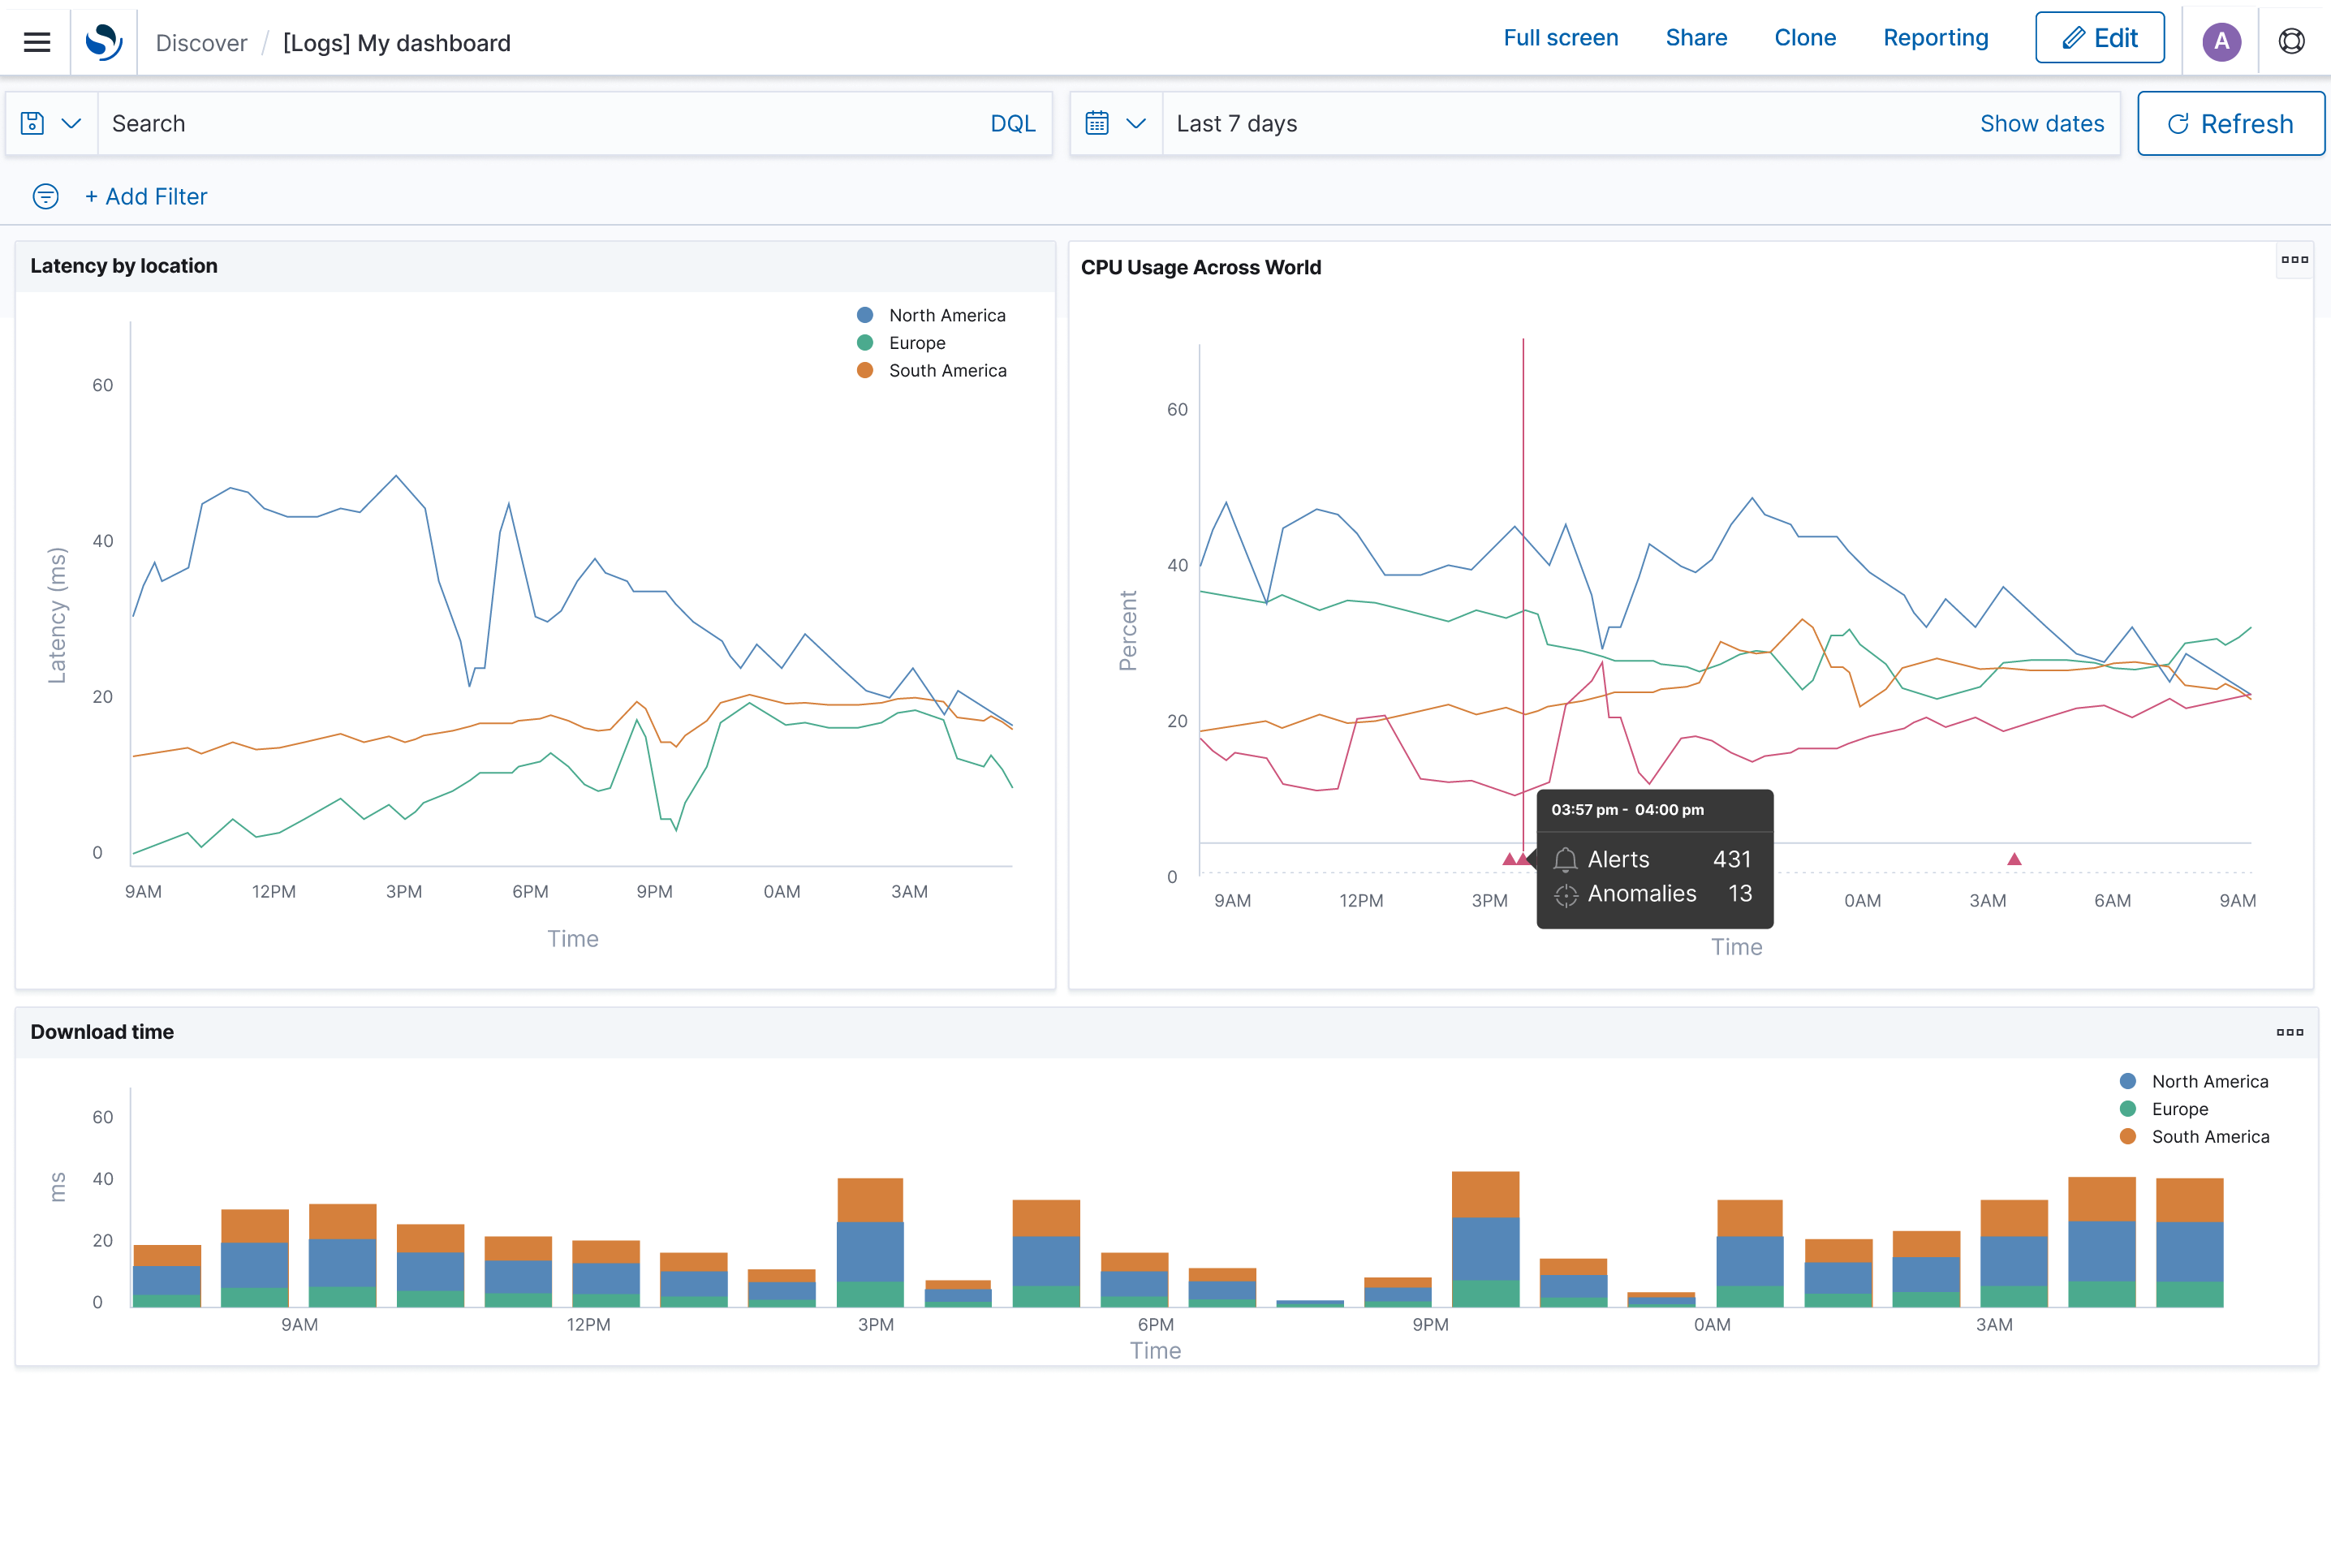 Discover / [Logs] My dashboard
Full screen Share Clone Reporting Edit A
Search DQL
Last 7 days Show dates Refresh
+ Add Filter
Latency by location
North America
Europe
South America
60
40
20
0
Latency (ms)
9AM 12PM 3PM 6PM 9PM 0AM 3AM
Time
CPU Usage Across World
60
40
20
0
Percent
03:57 pm - 04:00 pm
Alerts 431
Anomalies 13
9AM 12PM 3PM 0AM 3AM 6AM 9AM
Time
Download time
North America
Europe
South America
60
40
20
0
ms
9AM 12PM 3PM 6PM 9PM 0AM 3AM
Time